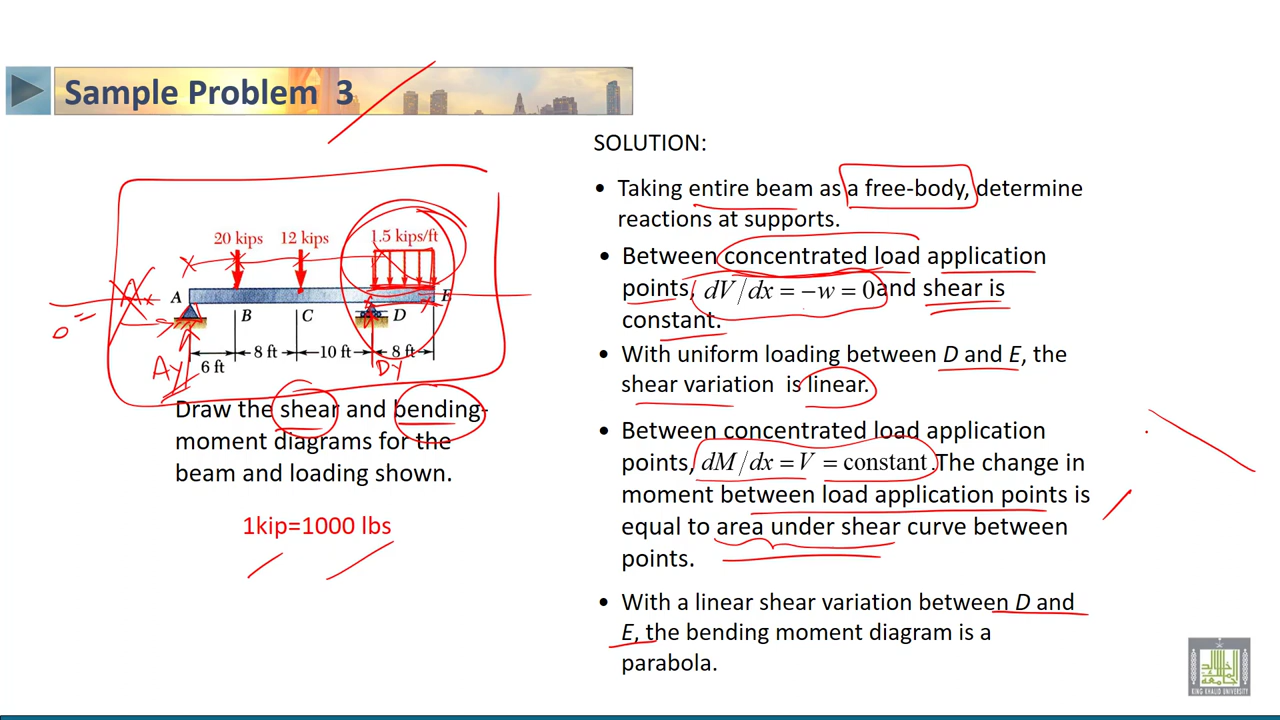 Sample Problem 3
SOLUTION:
• Taking entire beam as a free-body, determine
reactions at supports.
• Between concentrated load application
points, dV/dx = −w = 0 and shear is
constant.
• With uniform loading between D and E, the
shear variation is linear.
• Between concentrated load application
points, dM/dx = V = constant. The change in
moment between load application points is
equal to area under shear curve between
points.
• With a linear shear variation between D and
E, the bending moment diagram is a
parabola.
20 kips 12 kips 1.5 kips/ft
Ax A E
0 =
B C D
Ay 6 ft 8 ft 10 ft 8 ft
Dy
Draw the shear and bending-
moment diagrams for the
beam and loading shown.
1kip=1000 lbs
KING KHALID UNIVERSITY